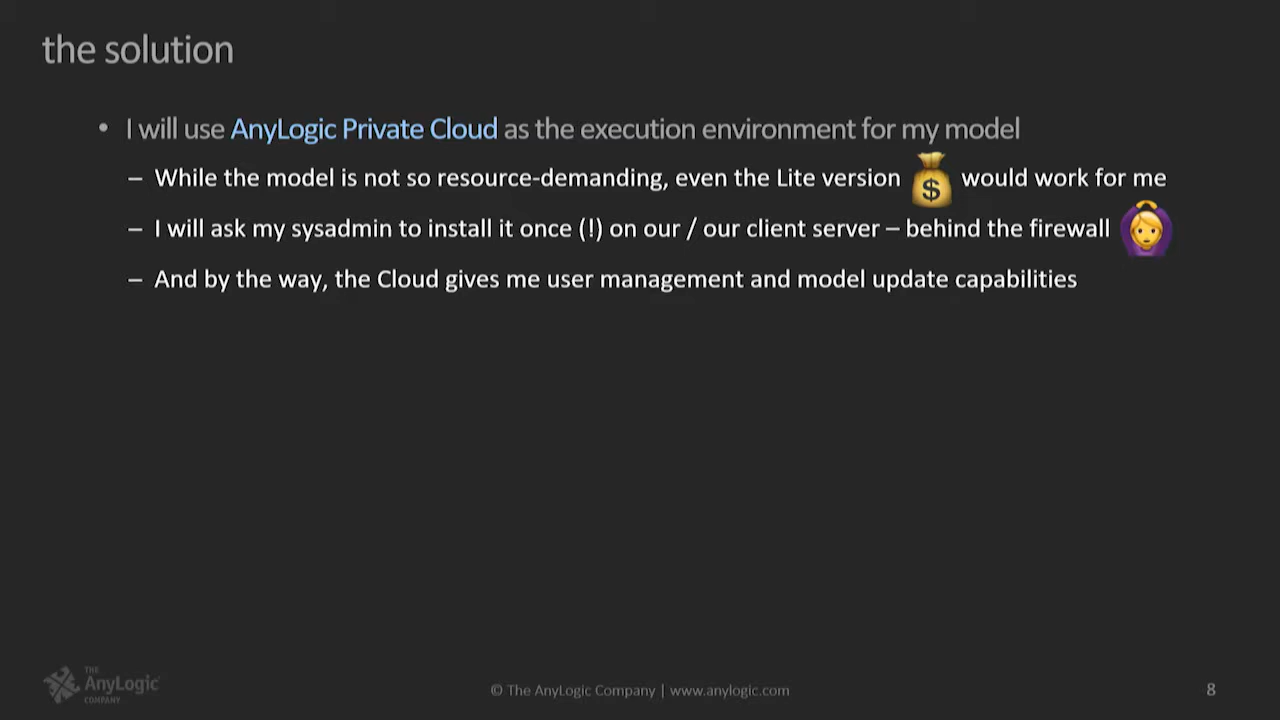 the solution
• I will use AnyLogic Private Cloud as the execution environment for my model
– While the model is not so resource-demanding, even the Lite version $ would work for me
– I will ask my sysadmin to install it once (!) on our / our client server – behind the firewall
– And by the way, the Cloud gives me user management and model update capabilities
THE
AnyLogic
COMPANY
© The AnyLogic Company | www.anylogic.com
8